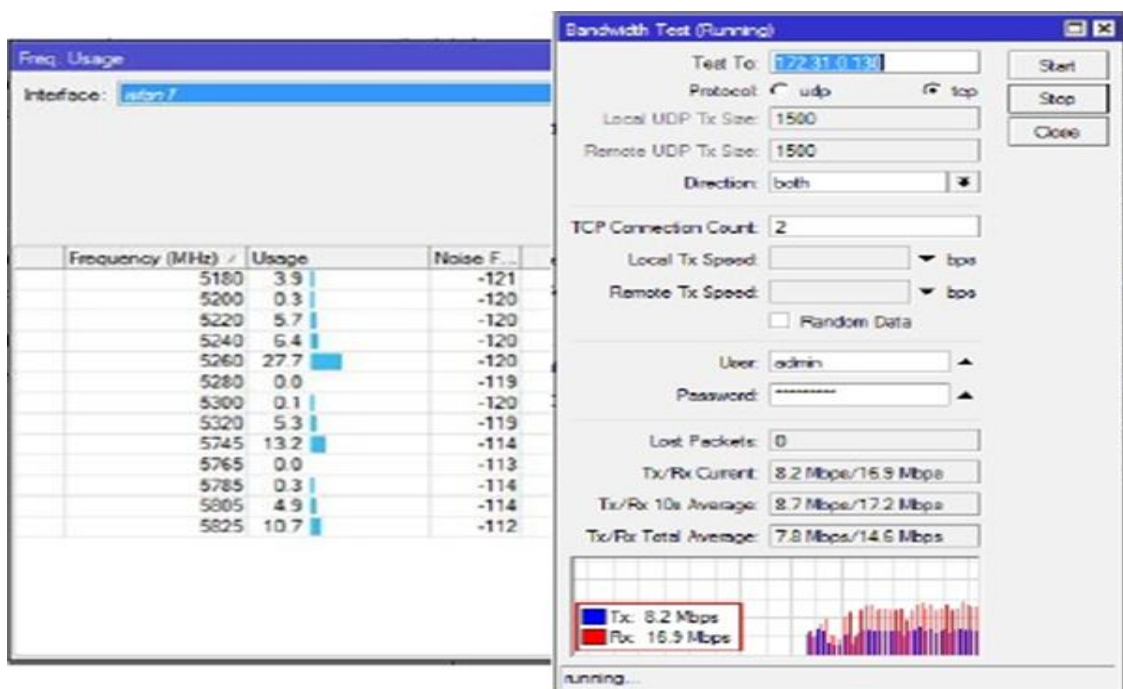 Freq. Usage
Interface: wlan1
Frequency (MHz) / Usage Noise F...
5180 3.9 -121
5200 0.3 -120
5220 5.7 -120
5240 6.4 -120
5260 27.7 -120
5280 0.0 -119
5300 0.1 -120
5320 5.3 -119
5745 13.2 -114
5765 0.0 -113
5785 0.3 -114
5805 4.9 -114
5825 10.7 -112
Bandwidth Test (Running)
Test To: 172.31.0.130
Start
Protocol: udp tcp
Stop
Local UDP Tx Size: 1500
Close
Remote UDP Tx Size: 1500
Direction: both
TCP Connection Count: 2
Local Tx Speed: bps
Remote Tx Speed: bps
Random Data
User: admin
Password: *********
Lost Packets: 0
Tx/Rx Current: 8.2 Mbps/16.9 Mbps
Tx/Rx 10s Average: 8.7 Mbps/17.2 Mbps
Tx/Rx Total Average: 7.8 Mbps/14.6 Mbps
Tx: 8.2 Mbps
Rx: 16.9 Mbps
running...